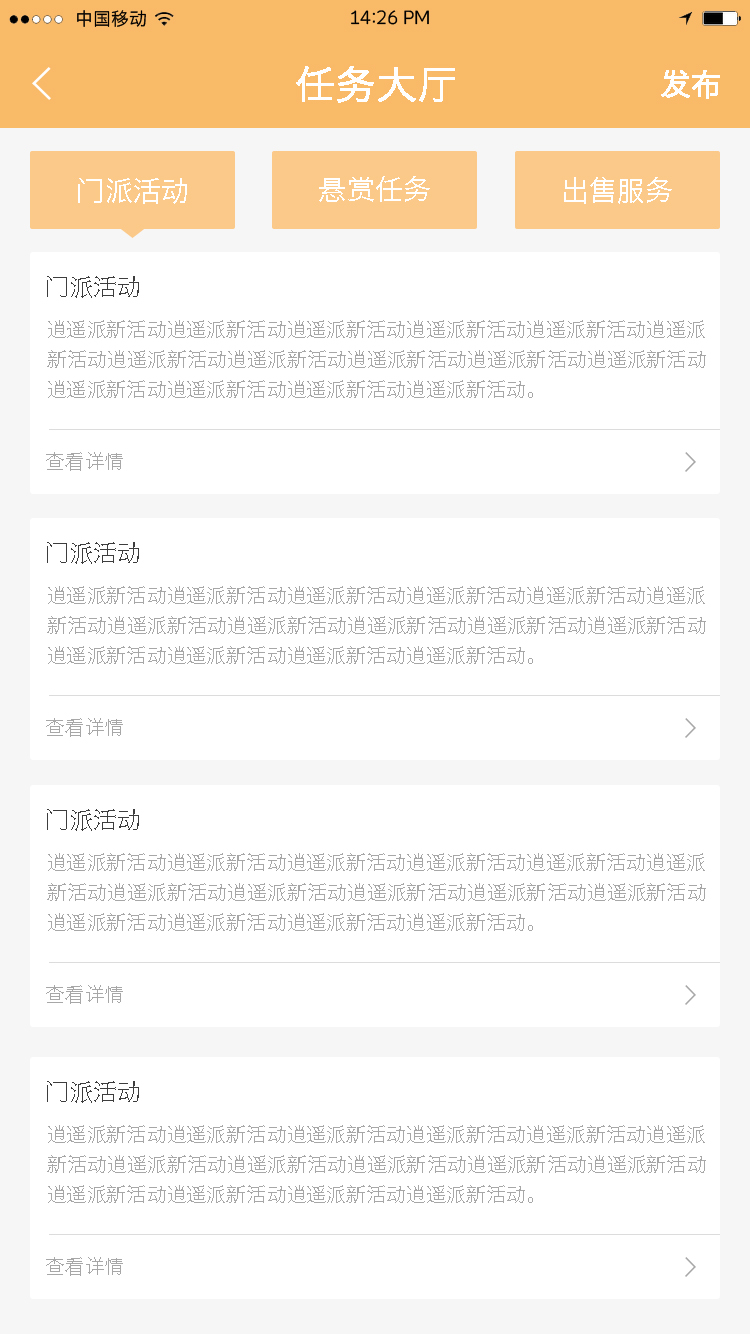 中国移动
14:26 PM
任务大厅
发布
门派活动
悬赏任务
出售服务
门派活动
逍遥派新活动逍遥派新活动逍遥派新活动逍遥派新活动逍遥派新活动逍遥派
新活动逍遥派新活动逍遥派新活动逍遥派新活动逍遥派新活动逍遥派新活动
逍遥派新活动逍遥派新活动逍遥派新活动逍遥派新活动。
查看详情
门派活动
逍遥派新活动逍遥派新活动逍遥派新活动逍遥派新活动逍遥派新活动逍遥派
新活动逍遥派新活动逍遥派新活动逍遥派新活动逍遥派新活动逍遥派新活动
逍遥派新活动逍遥派新活动逍遥派新活动逍遥派新活动。
查看详情
门派活动
逍遥派新活动逍遥派新活动逍遥派新活动逍遥派新活动逍遥派新活动逍遥派
新活动逍遥派新活动逍遥派新活动逍遥派新活动逍遥派新活动逍遥派新活动
逍遥派新活动逍遥派新活动逍遥派新活动逍遥派新活动。
查看详情
门派活动
逍遥派新活动逍遥派新活动逍遥派新活动逍遥派新活动逍遥派新活动逍遥派
新活动逍遥派新活动逍遥派新活动逍遥派新活动逍遥派新活动逍遥派新活动
逍遥派新活动逍遥派新活动逍遥派新活动逍遥派新活动。
查看详情